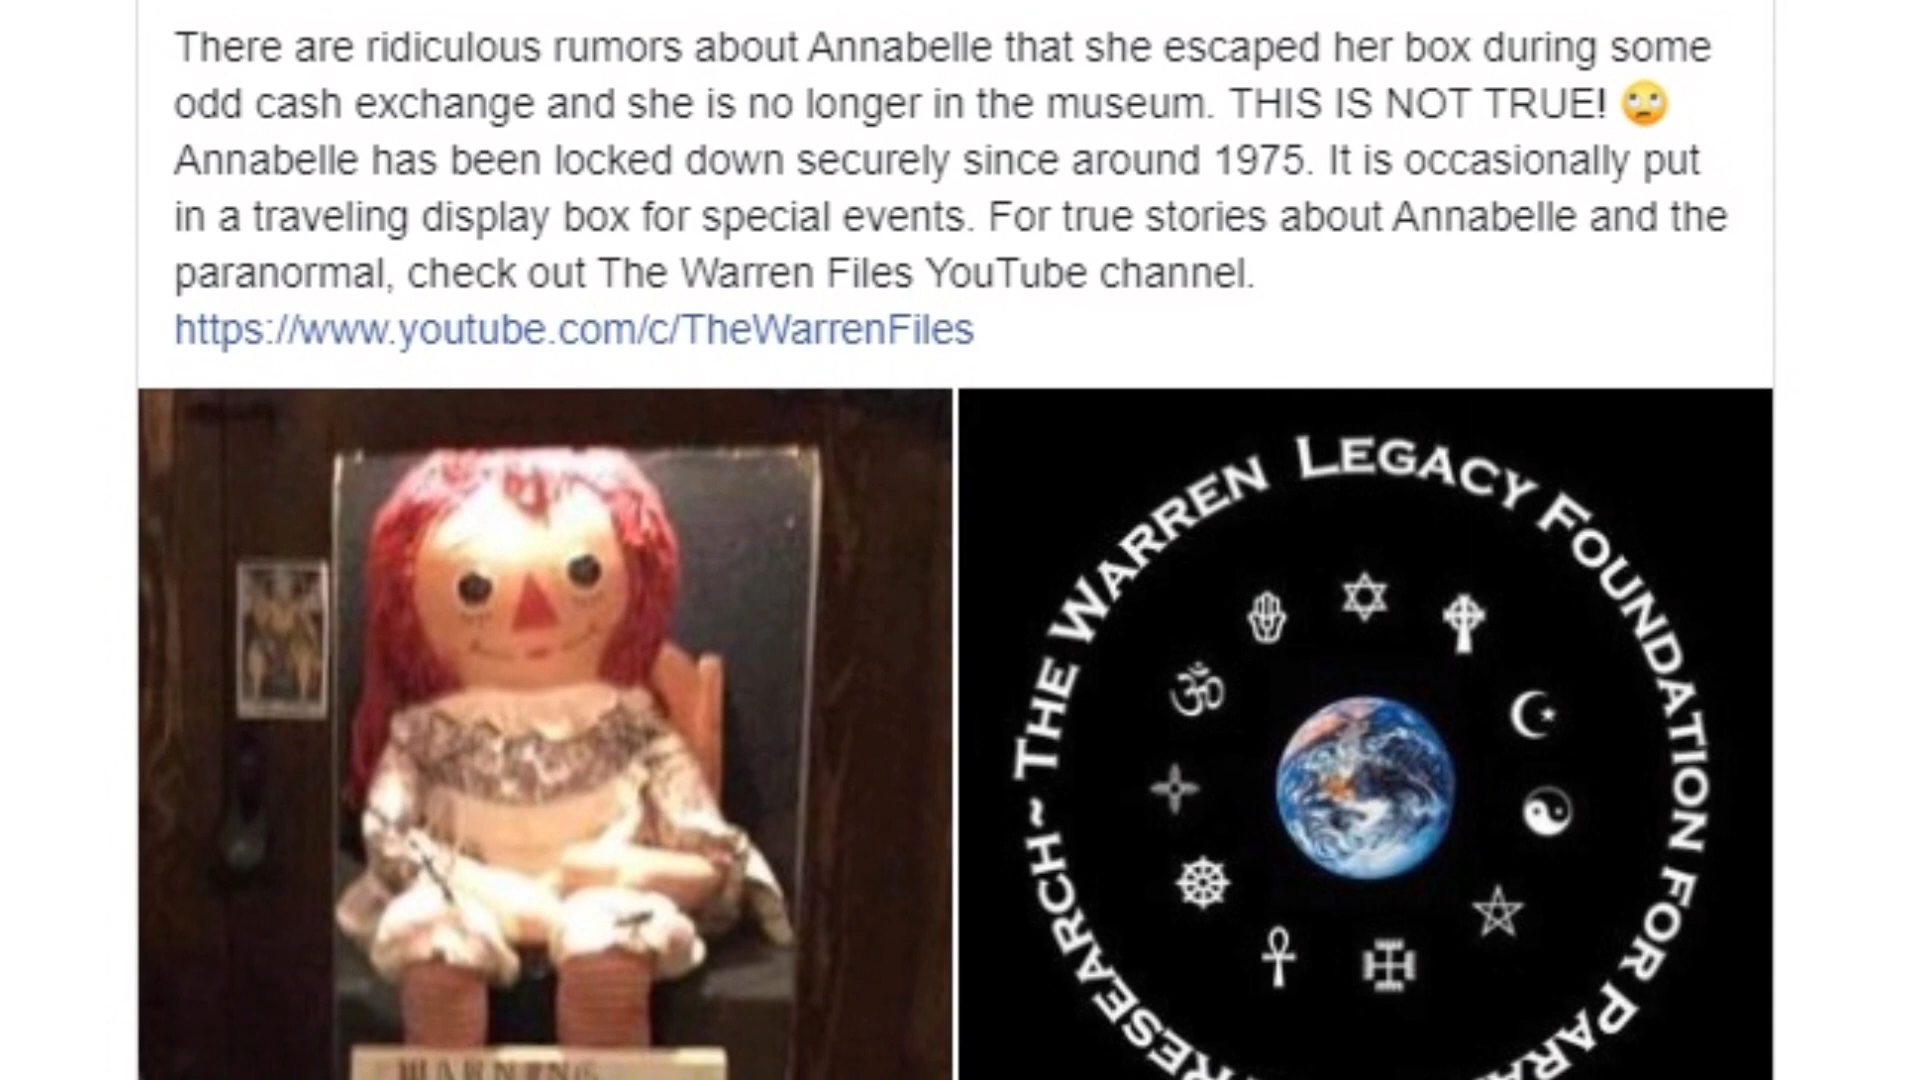 There are ridiculous rumors about Annabelle that she escaped her box during some
odd cash exchange and she is no longer in the museum. THIS IS NOT TRUE! 🙄
Annabelle has been locked down securely since around 1975. It is occasionally put
in a traveling display box for special events. For true stories about Annabelle and the
paranormal, check out The Warren Files YouTube channel.
https://www.youtube.com/c/TheWarrenFiles
THE WARREN LEGACY FOUNDATION FOR PARA
RESEARCH~